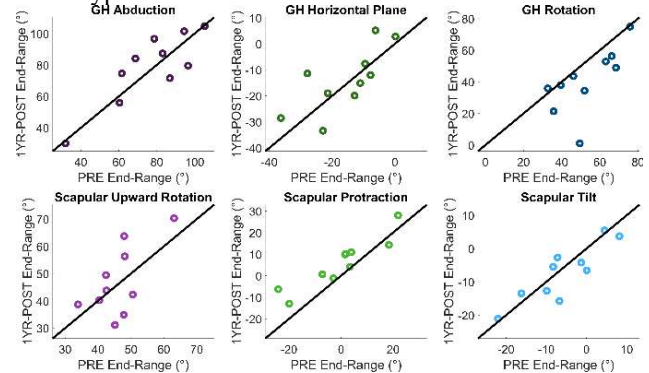 GH Abduction
1YR-POST End-Range (°)
100
80
60
40
40 60 80 100
PRE End-Range (°)
GH Horizontal Plane
1YR-POST End-Range (°)
10
0
-10
-20
-30
-40
-40 -20 0
PRE End-Range (°)
GH Rotation
1YR-POST End-Range (°)
80
60
40
20
0
0 20 40 60 80
PRE End-Range (°)
Scapular Upward Rotation
1YR-POST End-Range (°)
70
60
50
40
30
30 40 50 60 70
PRE End-Range (°)
Scapular Protraction
1YR-POST End-Range (°)
30
20
10
0
-10
-20
-20 0 20
PRE End-Range (°)
Scapular Tilt
1YR-POST End-Range (°)
10
0
-10
-20
-20 -10 0 10
PRE End-Range (°)